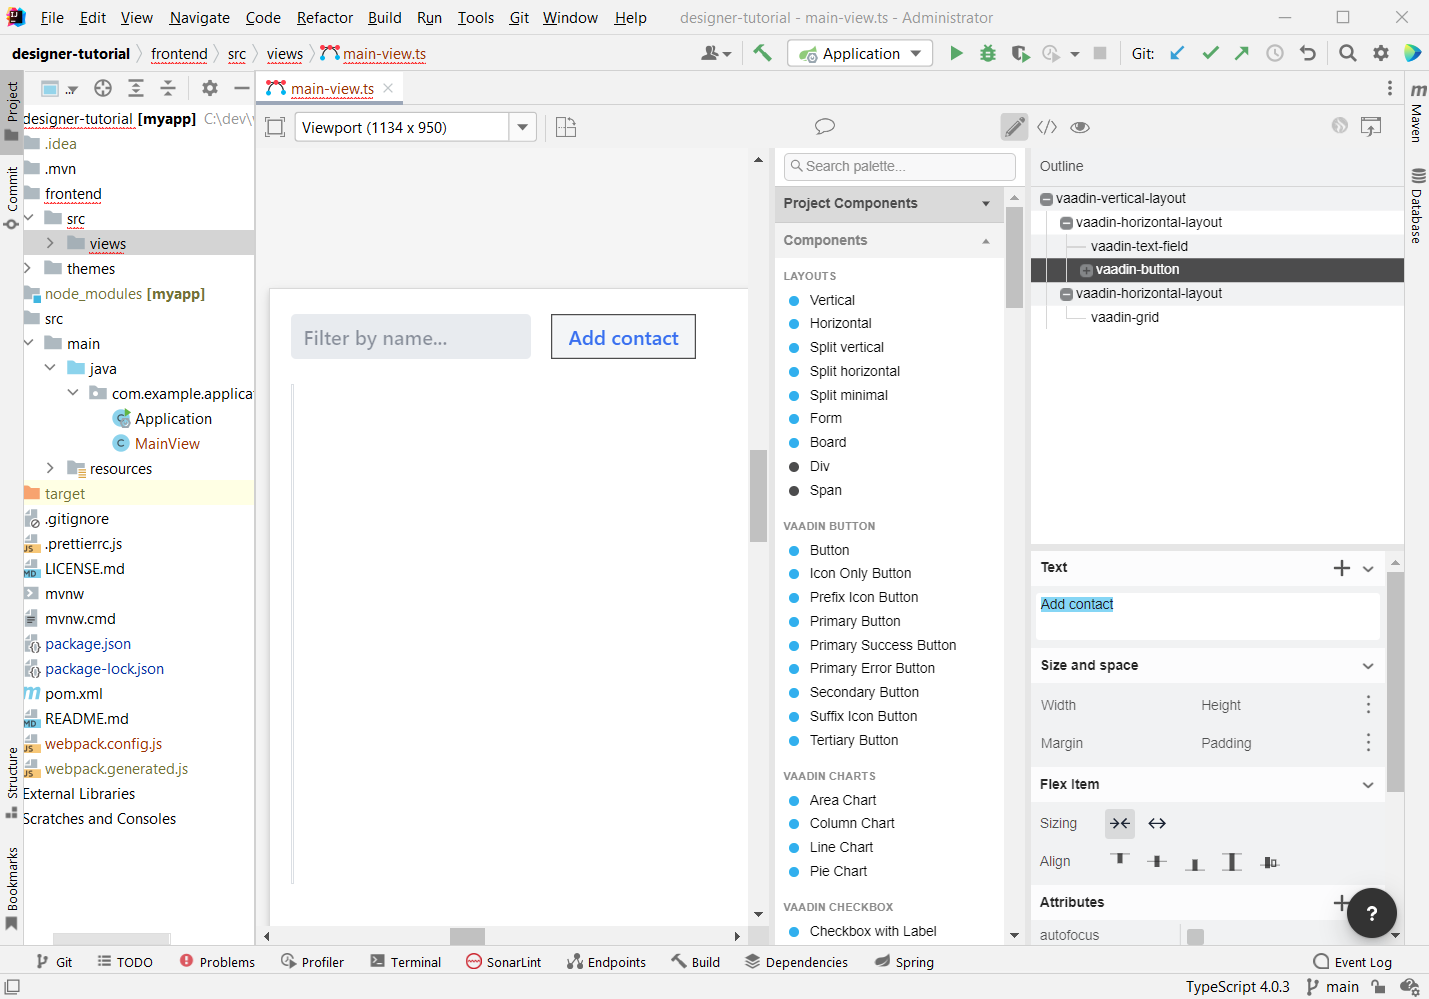 File Edit View Navigate Code Refactor Build Run Tools Git Window Help designer-tutorial - main-view.ts - Administrator
designer-tutorial frontend src views main-view.ts Application Git:
.. main-view.ts
Project
Commit
Structure
Bookmarks
designer-tutorial [myapp] C:\dev\
.idea
.mvn
frontend
src
views
themes
node_modules [myapp]
src
main
java
com.example.applica
Application
MainView
resources
target
.gitignore
.prettierrc.js
LICENSE.md
mvnw
mvnw.cmd
package.json
package-lock.json
pom.xml
README.md
webpack.config.js
webpack.generated.js
External Libraries
Scratches and Consoles
Viewport (1134 x 950)
Filter by name... Add contact
Search palette...
Project Components
Components
LAYOUTS
Vertical
Horizontal
Split vertical
Split horizontal
Split minimal
Form
Board
Div
Span
VAADIN BUTTON
Button
Icon Only Button
Prefix Icon Button
Primary Button
Primary Success Button
Primary Error Button
Secondary Button
Suffix Icon Button
Tertiary Button
VAADIN CHARTS
Area Chart
Column Chart
Line Chart
Pie Chart
VAADIN CHECKBOX
Checkbox with Label
Outline
vaadin-vertical-layout
vaadin-horizontal-layout
vaadin-text-field
vaadin-button
vaadin-horizontal-layout
vaadin-grid
Text
Add contact
Size and space
Width Height
Margin Padding
Flex Item
Sizing
Align
Attributes
autofocus
?
m Maven
Database
Git TODO Problems Profiler Terminal SonarLint Endpoints Build Dependencies Spring Event Log
TypeScript 4.0.3 main